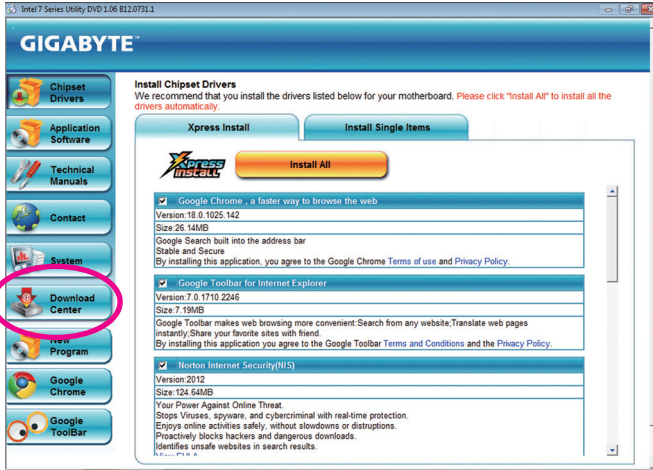 Intel 7 Series Utility DVD 1.06 B12.0731.1
GIGABYTE™
Chipset
Drivers
Application
Software
Technical
Manuals
Contact
System
Download
Center
New
Program
Google
Chrome
Google
ToolBar
Install Chipset Drivers
We recommend that you install the drivers listed below for your motherboard. Please click "Install All" to install all the
drivers automatically.
Xpress Install
Install Single Items
Xpress
INSTALL
Install All
Google Chrome , a faster way to browse the web
Version:18.0.1025.142
Size:26.14MB
Google Search built into the address bar
Stable and Secure
By installing this application, you agree to the Google Chrome Terms of use and Privacy Policy.
Google Toolbar for Internet Explorer
Version:7.0.1710.2246
Size:7.19MB
Google Toolbar makes web browsing more convenient:Search from any website;Translate web pages
instantly;Share your favorite sites with friend.
By installing this application you agree to the Google Toolbar Terms and Conditions and the Privacy Policy.
Norton Internet Security(NIS)
Version:2012
Size:124.64MB
Your Power Against Online Threat.
Stops Viruses, spyware, and cybercriminal with real-time protection.
Enjoys online activities safely, without slowdowns or distruptions.
Proactively blocks hackers and dangerous downloads.
Identifies unsafe websites in search results.
View EULA